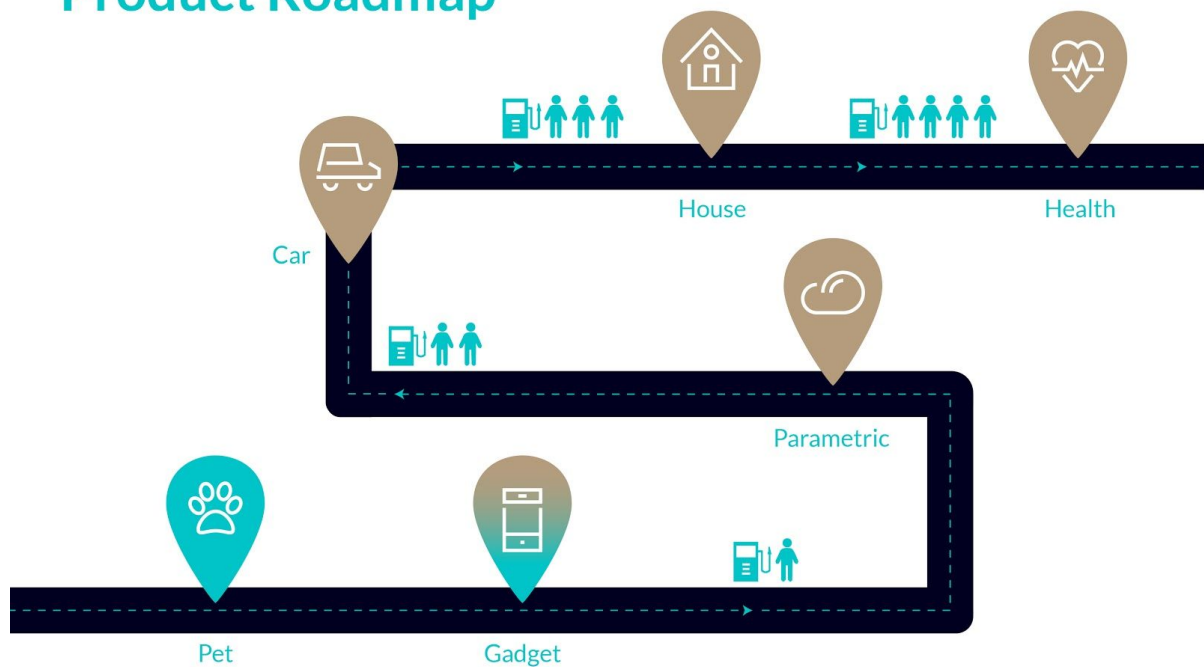 Product Roadmap
House
Health
Car
Parametric
Pet
Gadget